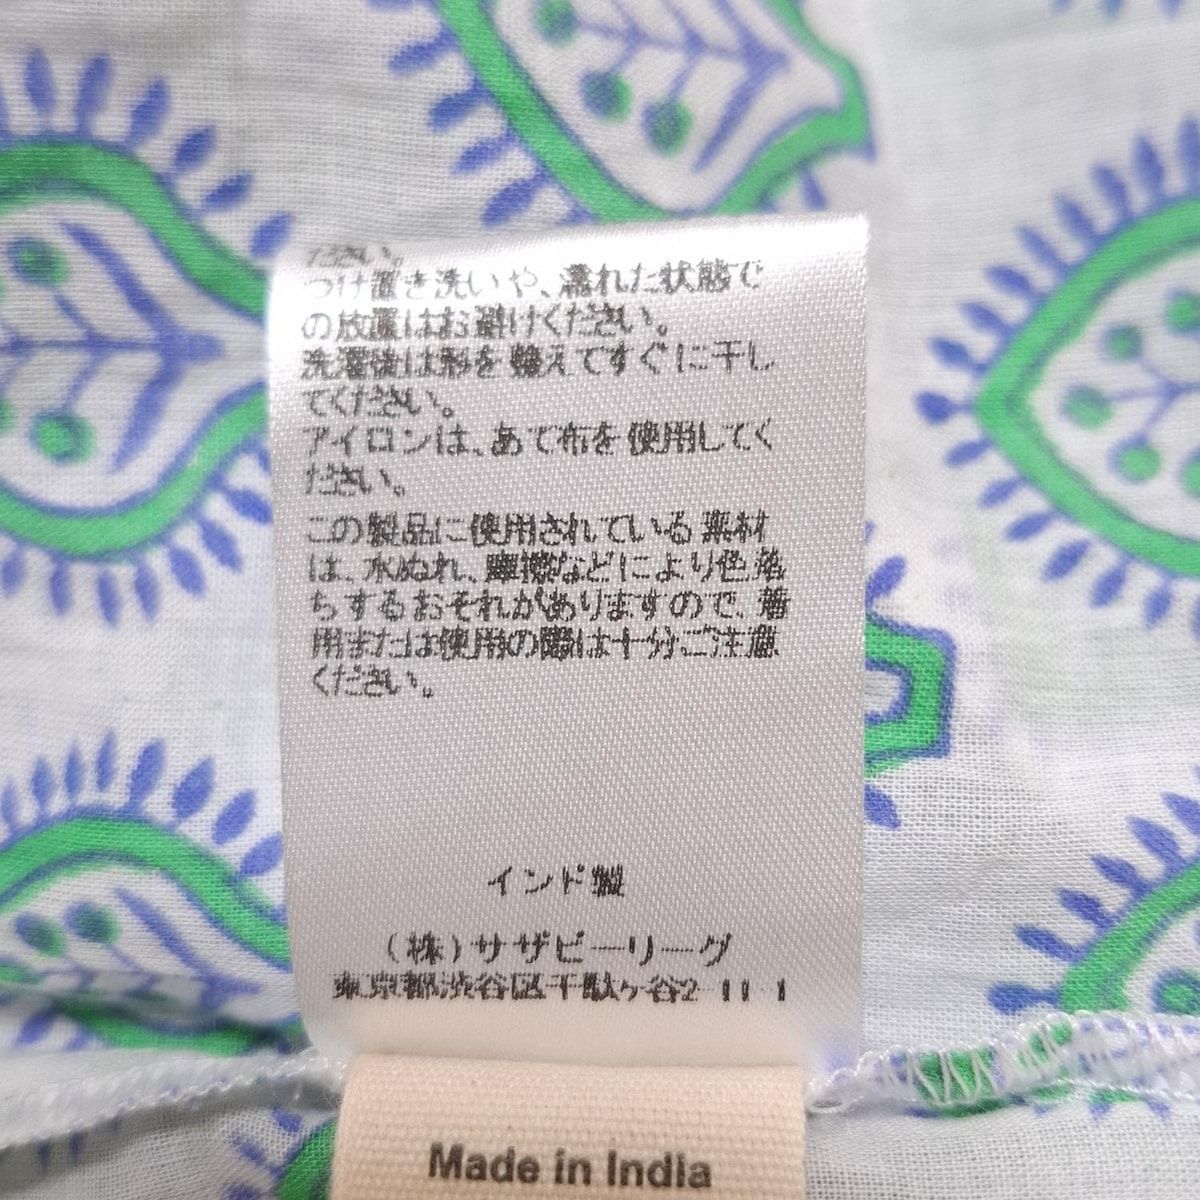 ださい。
つけ置き洗いや、濡れた状態で
の放置はお避けください。
洗濯後は形を整えてすぐに干し
てください。
アイロンは、あて布を使用してく
ださい。
この製品に使用されている素材
は、水ぬれ、摩擦などにより色落
ちするおそれがありますので、着
用または使用の際は十分ご注意
ください。
インド製
(株)サザビーリーグ
東京都渋谷区千駄ヶ谷2-11-1
Made in India